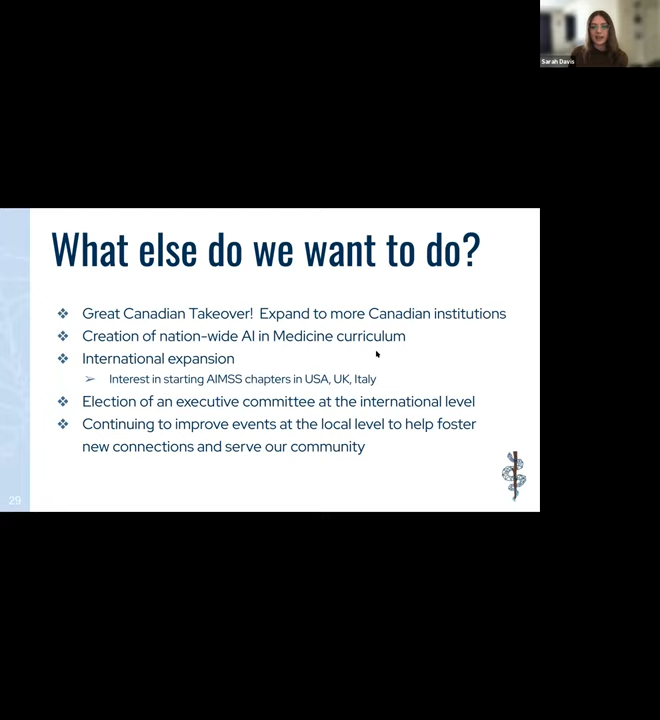 Sarah Davis
What else do we want to do?
❖ Great Canadian Takeover! Expand to more Canadian institutions
❖ Creation of nation-wide AI in Medicine curriculum
❖ International expansion
➢ Interest in starting AIMSS chapters in USA, UK, Italy
❖ Election of an executive committee at the international level
❖ Continuing to improve events at the local level to help foster
new connections and serve our community
29